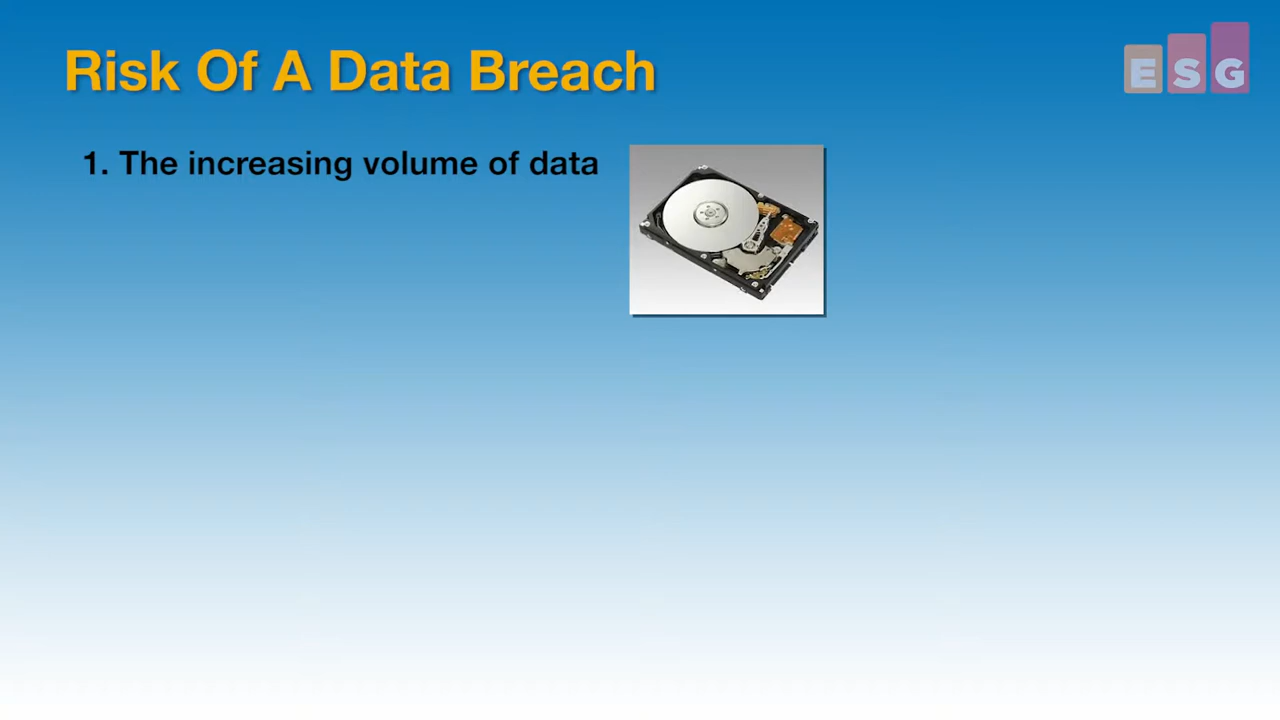 Risk Of A Data Breach
ESG
1. The increasing volume of data